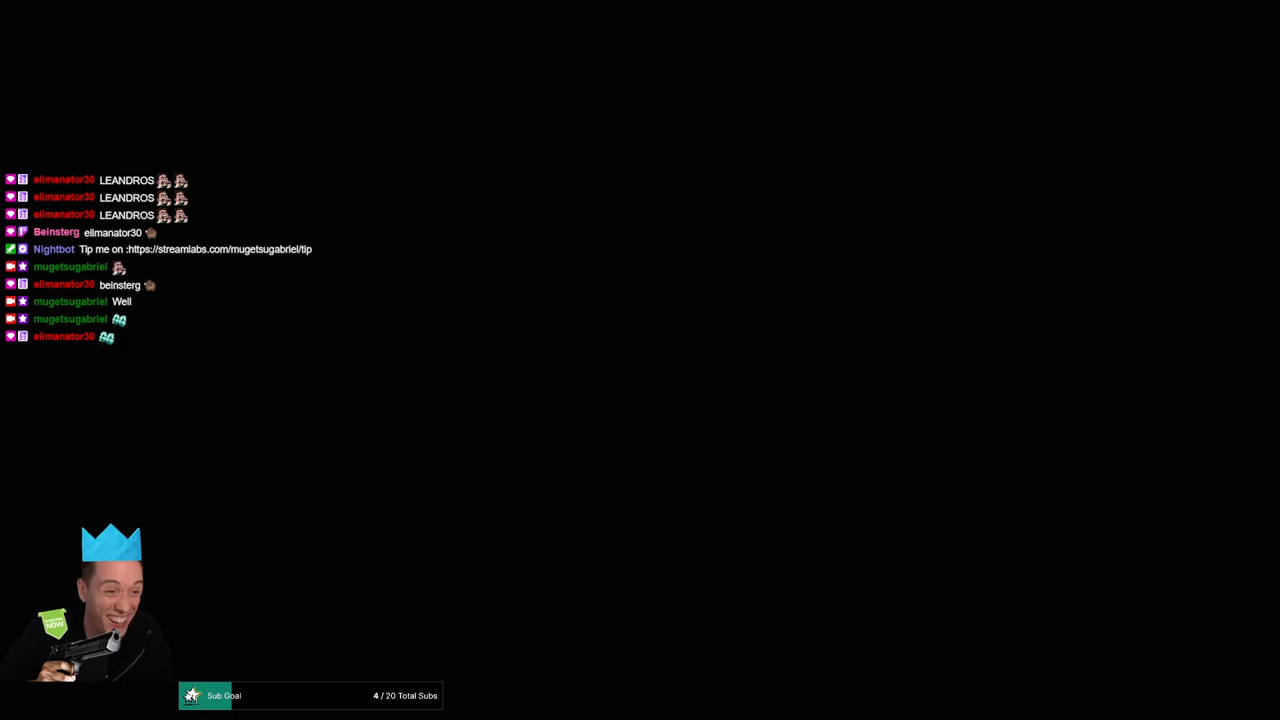 elimanator30 LEANDROS
elimanator30 LEANDROS
elimanator30 LEANDROS
Beinsterg elimanator30
Nightbot Tip me on :https://streamlabs.com/mugetsugabriel/tip
mugetsugabriel
elimanator30 beinsterg
mugetsugabriel Well
mugetsugabriel
elimanator30
NOW
Sub Goal 4 / 20 Total Subs